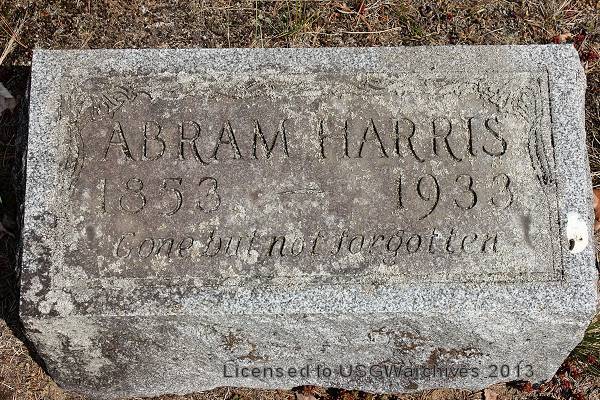 ABRAM HARRIS
1853 — 1933
Gone but not forgotten
Licensed to USGWarchives 2013